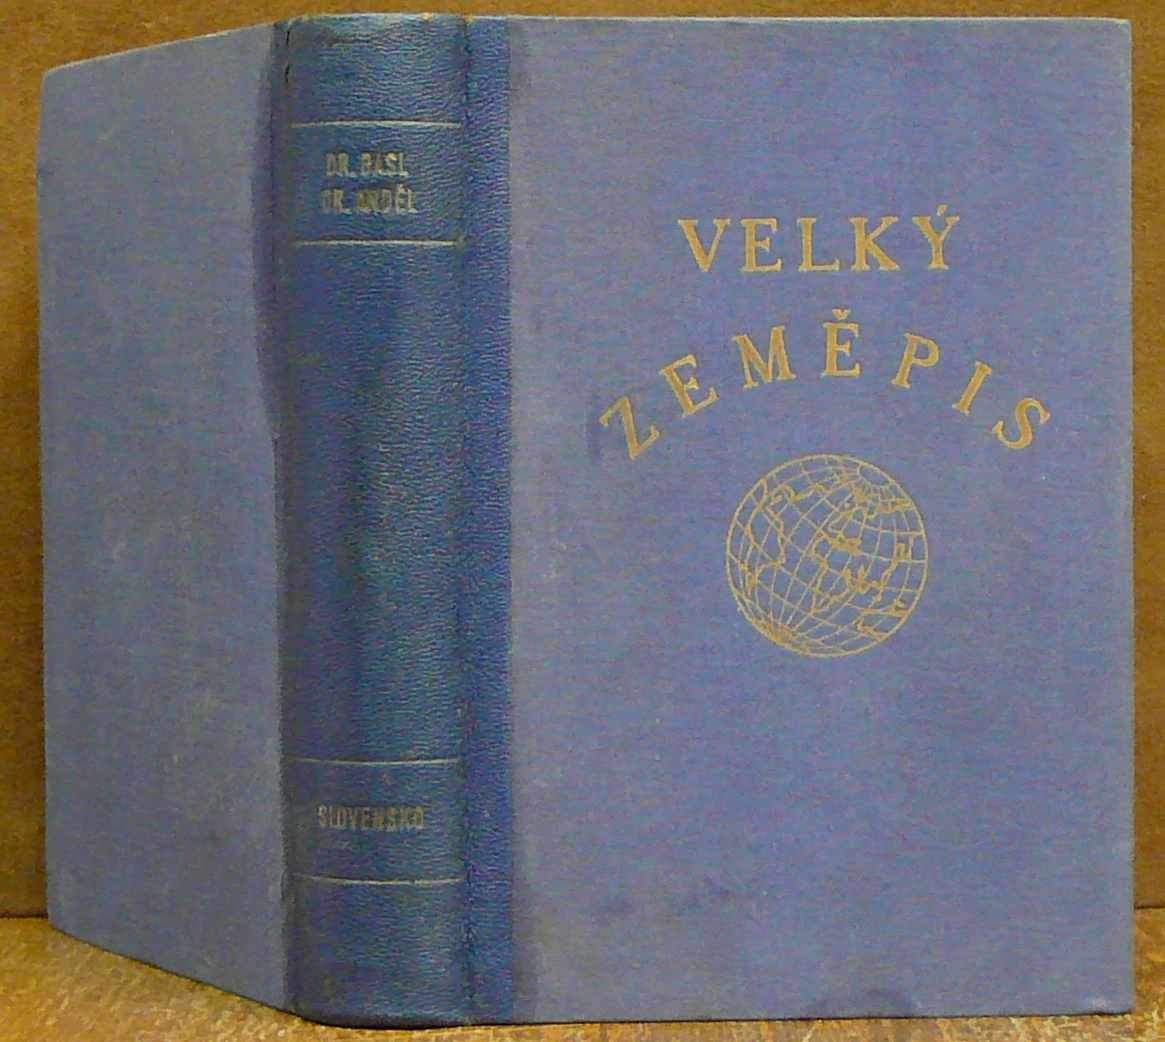 DR. BASL
DR. ANDĚL
SLOVENSKO
VELKÝ
ZEMĚPIS